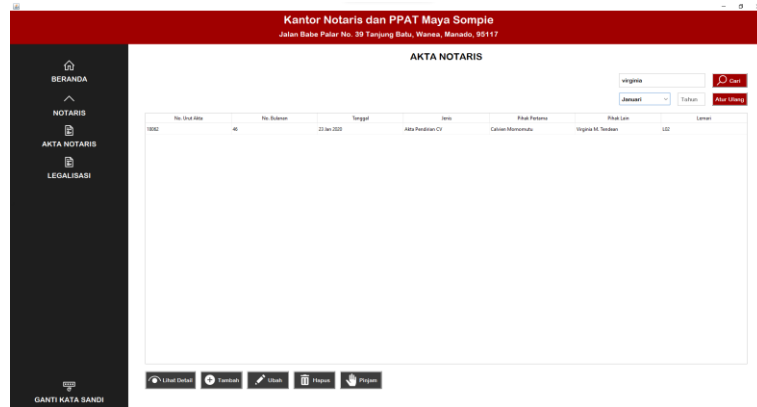 Kantor Notaris dan PPAT Maya Sompie
Jalan Babe Palar No. 39 Tanjung Batu, Wanea, Manado, 95117
AKTA NOTARIS
BERANDA
NOTARIS
AKTA NOTARIS
LEGALISASI
GANTI KATA SANDI
virginia
Cari
Januari
Tahun
Atur Ulang
No. Urut Akta No. Bulanan Tanggal Jenis Pihak Pertama Pihak Lain Lemari
46 23 Jan 2020 Akta Pendirian CV Calvien Virginia M. Tendean L02
Lihat Detail
Tambah
Ubah
Hapus
Pinjam